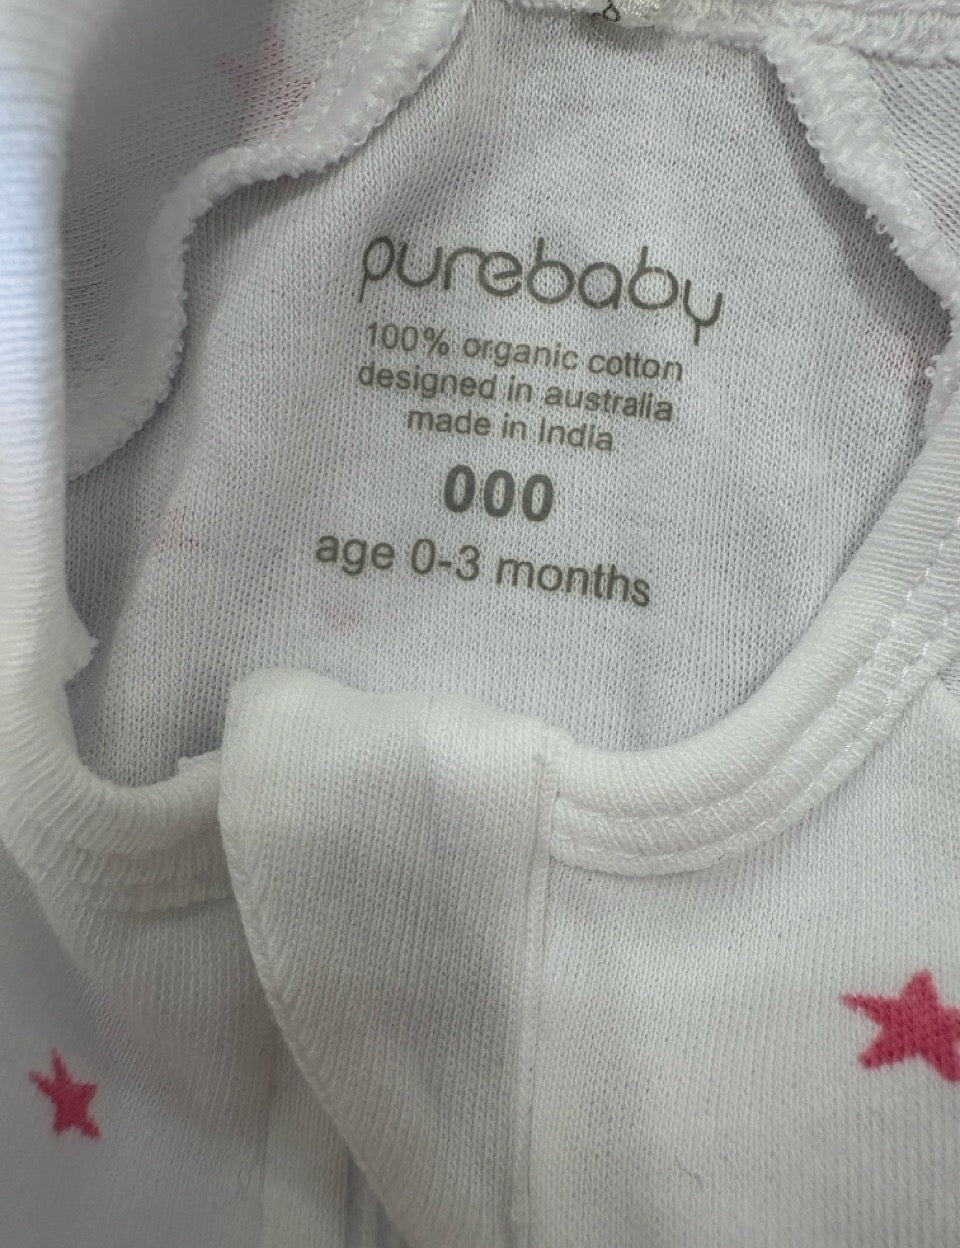 purebaby
100% organic cotton
designed in australia
made in India
000
age 0-3 months